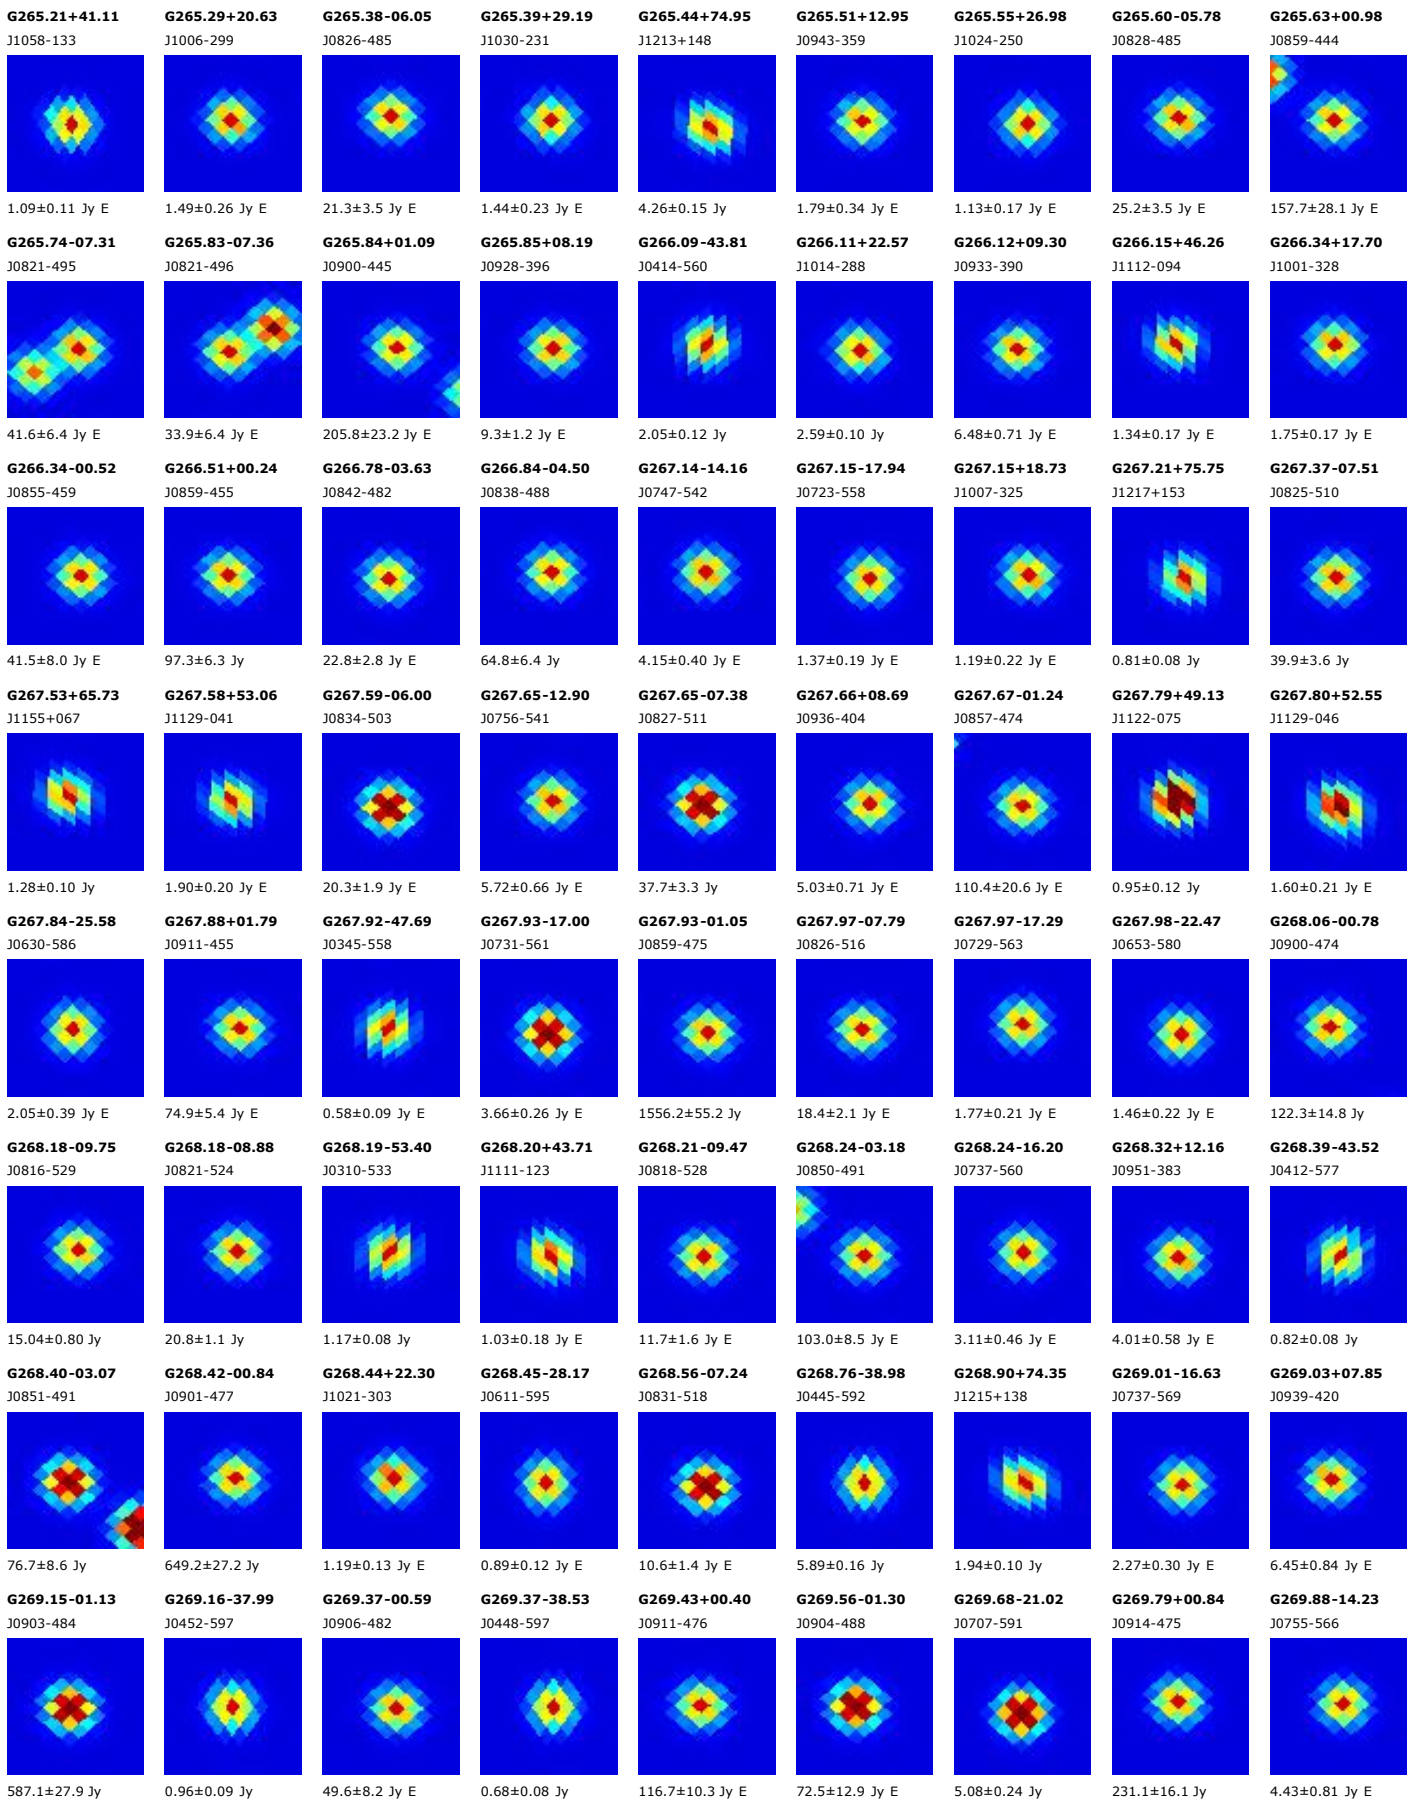 G265.21+41.11 G265.29+20.63 G265.38-06.05 G265.39+29.19 G265.44+74.95 G265.51+12.95 G265.55+26.98 G265.60-05.78 G265.63+00.98
J1058-133 J1006-299 J0826-485 J1030-231 J1213+148 J0943-359 J1024-250 J0828-485 J0859-444
1.09±0.11 Jy E 1.49±0.26 Jy E 21.3±3.5 Jy E 1.44±0.23 Jy E 4.26±0.15 Jy 1.79±0.34 Jy E 1.13±0.17 Jy E 25.2±3.5 Jy E 157.7±28.1 Jy E
G265.74-07.31 G265.83-07.36 G265.84+01.09 G265.85+08.19 G266.09-43.81 G266.11+22.57 G266.12+09.30 G266.15+46.26 G266.34+17.70
J0821-495 J0821-496 J0900-445 J0928-396 J0414-560 J1014-288 J0933-390 J1112-094 J1001-328
41.6±6.4 Jy E 33.9±6.4 Jy E 205.8±23.2 Jy E 9.3±1.2 Jy E 2.05±0.12 Jy 2.59±0.10 Jy 6.48±0.71 Jy E 1.34±0.17 Jy E 1.75±0.17 Jy E
G266.34-00.52 G266.51+00.24 G266.78-03.63 G266.84-04.50 G267.14-14.16 G267.15-17.94 G267.15+18.73 G267.21+75.75 G267.37-07.51
J0855-459 J0859-455 J0842-482 J0838-488 J0747-542 J0723-558 J1007-325 J1217+153 J0825-510
41.5±8.0 Jy E 97.3±6.3 Jy 22.8±2.8 Jy E 64.8±6.4 Jy 4.15±0.40 Jy E 1.37±0.19 Jy E 1.19±0.22 Jy E 0.81±0.08 Jy 39.9±3.6 Jy
G267.53+65.73 G267.58+53.06 G267.59-06.00 G267.65-12.90 G267.65-07.38 G267.66+08.69 G267.67-01.24 G267.79+49.13 G267.80+52.55
J1155+067 J1129-041 J0834-503 J0756-541 J0827-511 J0936-404 J0857-474 J1122-075 J1129-046
1.28±0.10 Jy 1.90±0.20 Jy E 20.3±1.9 Jy E 5.72±0.66 Jy E 37.7±3.3 Jy 5.03±0.71 Jy E 110.4±20.6 Jy E 0.95±0.12 Jy 1.60±0.21 Jy E
G267.84-25.58 G267.88+01.79 G267.92-47.69 G267.93-17.00 G267.93-01.05 G267.97-07.79 G267.97-17.29 G267.98-22.47 G268.06-00.78
J0630-586 J0911-455 J0345-558 J0731-561 J0859-475 J0826-516 J0729-563 J0653-580 J0900-474
2.05±0.39 Jy E 74.9±5.4 Jy E 0.58±0.09 Jy E 3.66±0.26 Jy E 1556.2±55.2 Jy 18.4±2.1 Jy E 1.77±0.21 Jy E 1.46±0.22 Jy E 122.3±14.8 Jy
G268.18-09.75 G268.18-08.88 G268.19-53.40 G268.20+43.71 G268.21-09.47 G268.24-03.18 G268.24-16.20 G268.32+12.16 G268.39-43.52
J0816-529 J0821-524 J0310-533 J1111-123 J0818-528 J0850-491 J0737-560 J0951-383 J0412-577
15.04±0.80 Jy 20.8±1.1 Jy 1.17±0.08 Jy 1.03±0.18 Jy E 11.7±1.6 Jy E 103.0±8.5 Jy E 3.11±0.46 Jy E 4.01±0.58 Jy E 0.82±0.08 Jy
G268.40-03.07 G268.42-00.84 G268.44+22.30 G268.45-28.17 G268.56-07.24 G268.76-38.98 G268.90+74.35 G269.01-16.63 G269.03+07.85
J0851-491 J0901-477 J1021-303 J0611-595 J0831-518 J0445-592 J1215+138 J0737-569 J0939-420
76.7±8.6 Jy 649.2±27.2 Jy 1.19±0.13 Jy E 0.89±0.12 Jy E 10.6±1.4 Jy E 5.89±0.16 Jy 1.94±0.10 Jy 2.27±0.30 Jy E 6.45±0.84 Jy E
G269.15-01.13 G269.16-37.99 G269.37-00.59 G269.37-38.53 G269.43+00.40 G269.56-01.30 G269.68-21.02 G269.79+00.84 G269.88-14.23
J0903-484 J0452-597 J0906-482 J0448-597 J0911-476 J0904-488 J0707-591 J0914-475 J0755-566
587.1±27.9 Jy 0.96±0.09 Jy 49.6±8.2 Jy E 0.68±0.08 Jy 116.7±10.3 Jy E 72.5±12.9 Jy E 5.08±0.24 Jy 231.1±16.1 Jy 4.43±0.81 Jy E